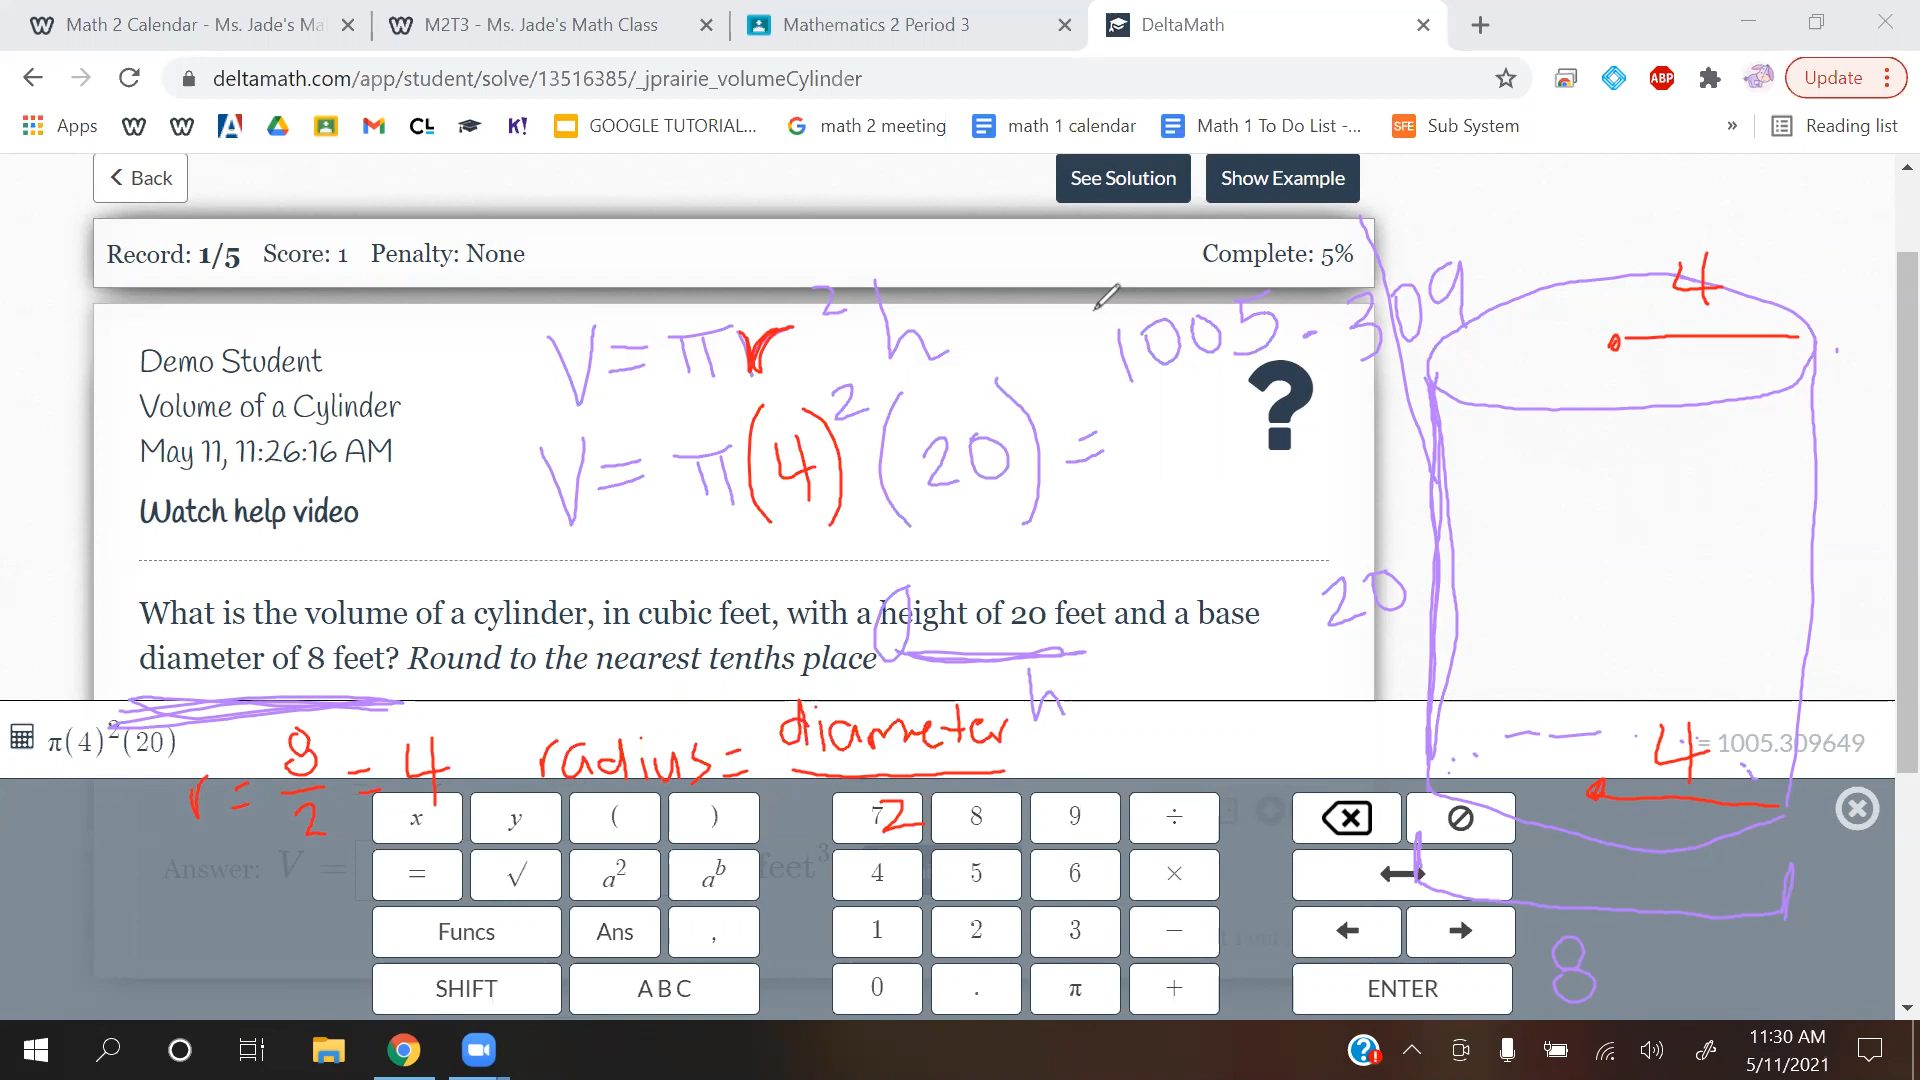 Math 2 Calendar - Ms. Jade's Ma
M2T3 - Ms. Jade's Math Class
Mathematics 2 Period 3
DeltaMath
deltamath.com/app/student/solve/13516385/_jprairie_volumeCylinder
ABP
Update
Apps
CL
K!
GOOGLE TUTORIAL...
math 2 meeting
math 1 calendar
Math 1 To Do List -...
SFE
Sub System
»
Reading list
Back
See Solution
Show Example
Record: 1/5 Score: 1 Penalty: None
Complete: 5%
4
V = πr² h
1005.309
Demo Student
Volume of a Cylinder
May 11, 11:26:16 AM
V = π(4)²(20) =
?
Watch help video
20
What is the volume of a cylinder, in cubic feet, with a height of 20 feet and a base
diameter of 8 feet? Round to the nearest tenths place
h
π(4)²(20)
= 1005.309649
4
r = 8/2 = 4
radius = diameter/2
Answer: V =
feet³
x y ( ) 7 8 9 ÷
= √ a² aᵇ 4 5 6 ×
Funcs Ans , 1 2 3 −
SHIFT A B C 0 . π + ENTER
8
11:30 AM
5/11/2021